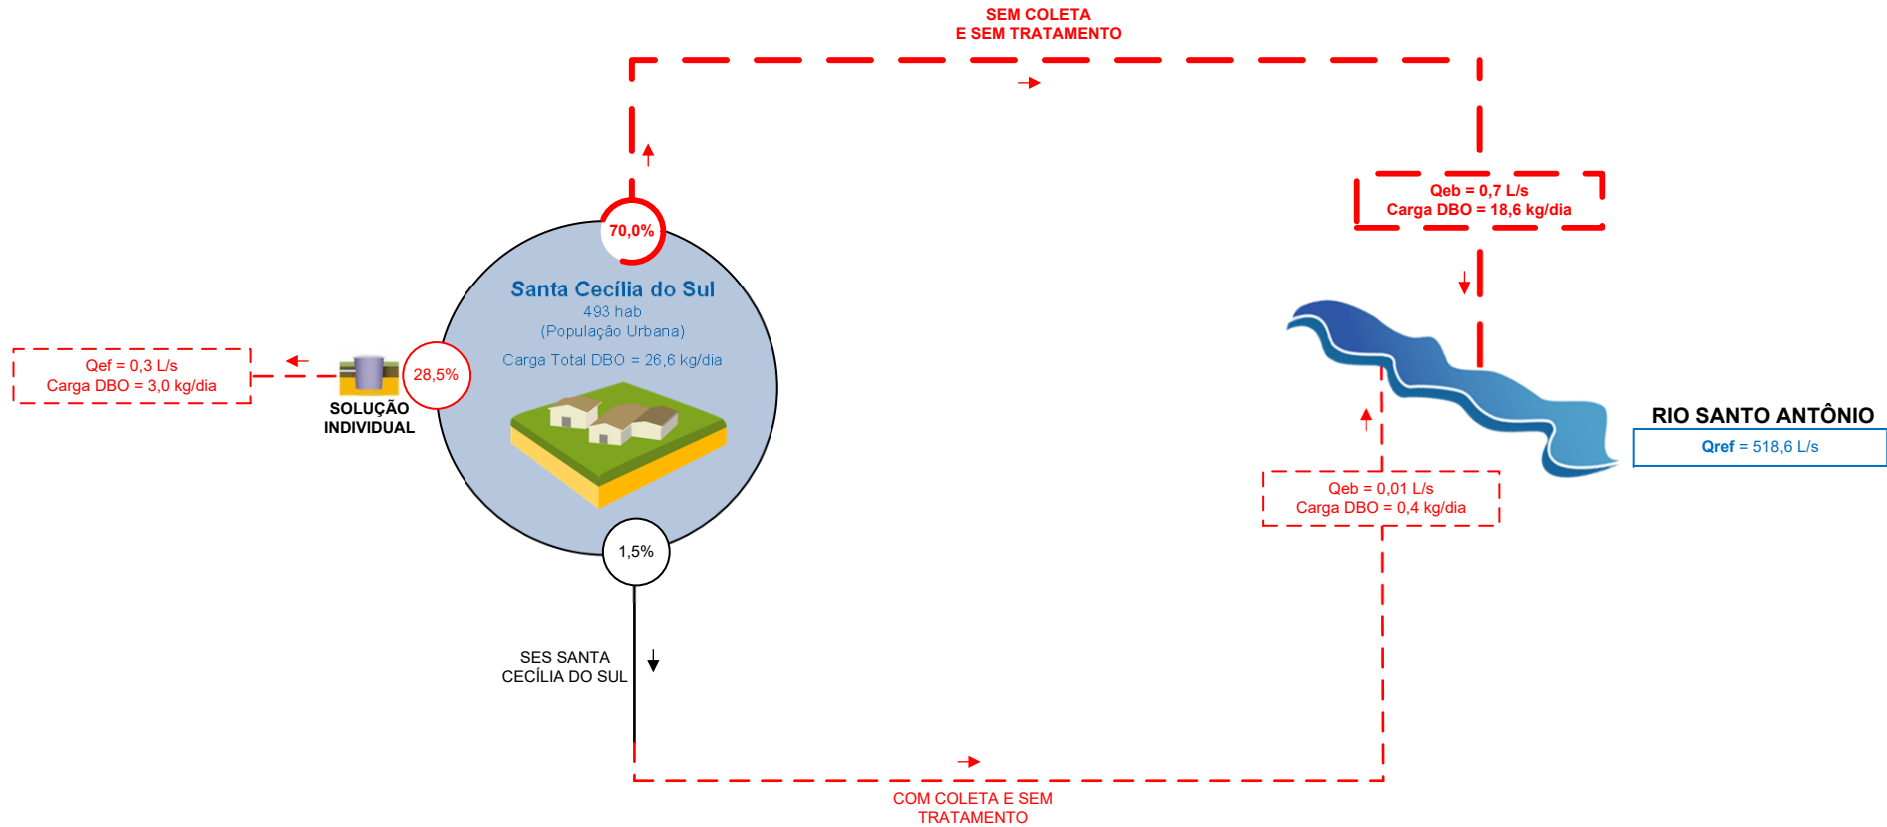 SEM COLETA
E SEM TRATAMENTO
Qeb = 0,7 L/s
Carga DBO = 18,6 kg/dia
70,0%
Santa Cecília do Sul
493 hab
(População Urbana)
Carga Total DBO = 26,6 kg/dia
Qef = 0,3 L/s
Carga DBO = 3,0 kg/dia
28,5%
SOLUÇÃO
INDIVIDUAL
RIO SANTO ANTÔNIO
Qref = 518,6 L/s
Qeb = 0,01 L/s
Carga DBO = 0,4 kg/dia
1,5%
SES SANTA
CECÍLIA DO SUL
COM COLETA E SEM
TRATAMENTO